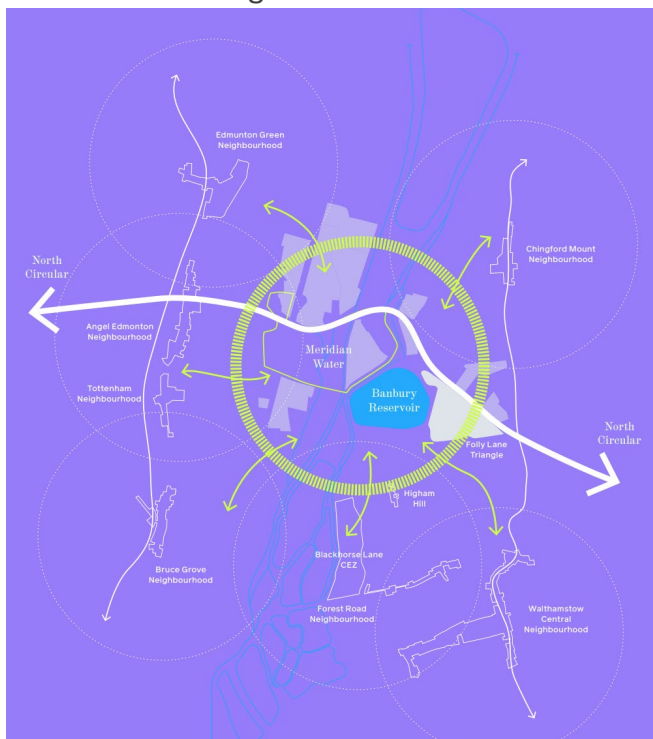 Edmunton Green
Neighbourhood
North
Circular
Chingford Mount
Neighbourhood
Angel Edmonton
Neighbourhood
Meridian
Water
Tottenham
Neighbourhood
Banbury
Reservoir
North
Circular
Folly Lane
Triangle
Higham
Hill
Bruce Grove
Neighbourhood
Blackhorse Lane
CEZ
Forest Road
Neighbourhood
Walthamstow
Central
Neighbourhood